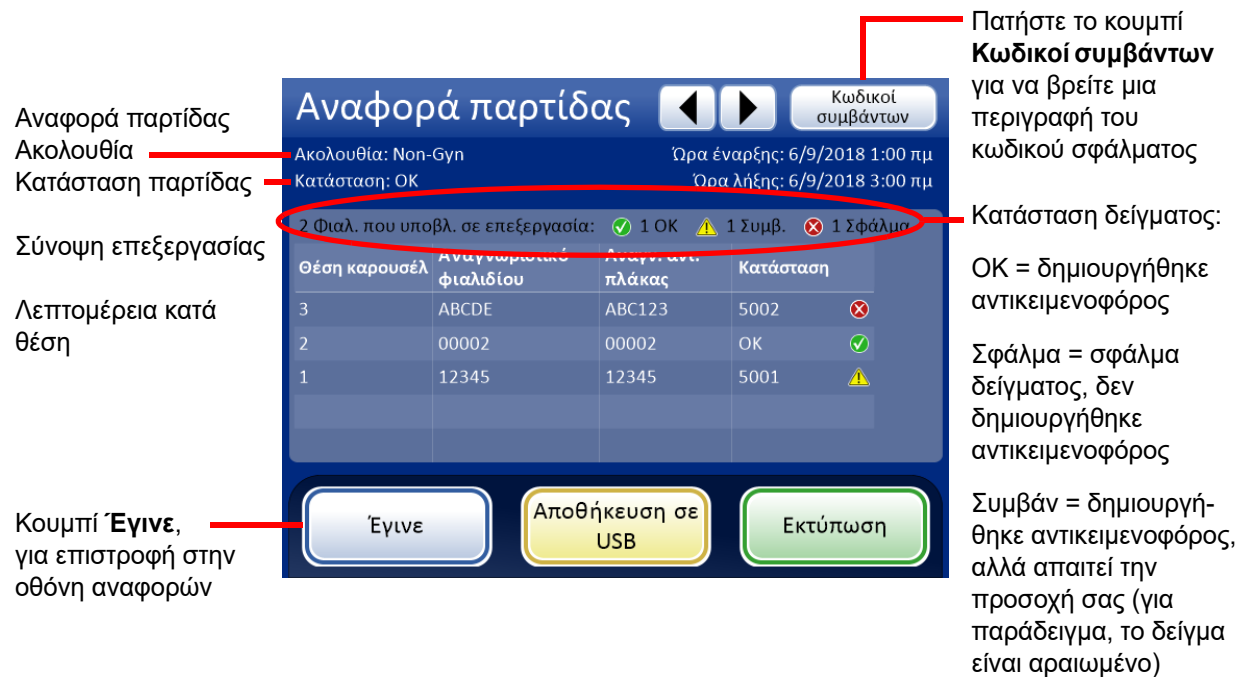 Πατήστε το κουμπί
Κωδικοί συμβάντων
για να βρείτε μια
περιγραφή του
κωδικού σφάλματος
Αναφορά παρτίδας
Ακολουθία
Κατάσταση παρτίδας
Σύνοψη επεξεργασίας
Λεπτομέρεια κατά
θέση
Κουμπί Έγινε,
για επιστροφή στην
οθόνη αναφορών
Αναφορά παρτίδας
Κωδικοί
συμβάντων
Ακολουθία: Non-Gyn
Ώρα έναρξης: 6/9/2018 1:00 πμ
Κατάσταση: OK
Ώρα λήξης: 6/9/2018 3:00 πμ
2 Φιαλ. που υποβλ. σε επεξεργασία: 1 OK 1 Συμβ. 1 Σφάλμα
Θέση καρουσέλ Αναγνωριστικό φιαλιδίου Αναγν. αντ. πλάκας Κατάσταση
3 ABCDE ABC123 5002
2 00002 00002 OK
1 12345 12345 5001
Έγινε
Αποθήκευση σε
USB
Εκτύπωση
Κατάσταση δείγματος:
OK = δημιουργήθηκε
αντικειμενοφόρος
Σφάλμα = σφάλμα
δείγματος, δεν
δημιουργήθηκε
αντικειμενοφόρος
Συμβάν = δημιουργή-
θηκε αντικειμενοφόρος,
αλλά απαιτεί την
προσοχή σας (για
παράδειγμα, το δείγμα
είναι αραιωμένο)